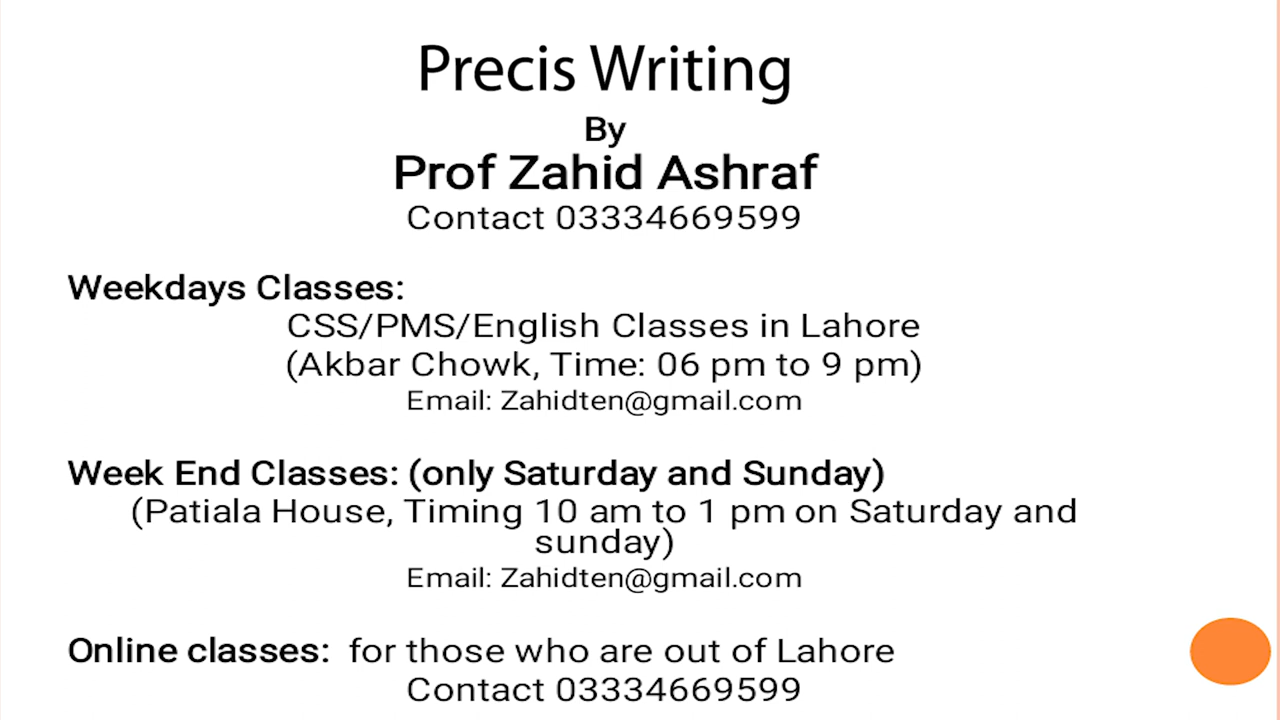 Precis Writing
By
Prof Zahid Ashraf
Contact 03334669599
Weekdays Classes:
CSS/PMS/English Classes in Lahore
(Akbar Chowk, Time: 06 pm to 9 pm)
Email: Zahidten@gmail.com
Week End Classes: (only Saturday and Sunday)
(Patiala House, Timing 10 am to 1 pm on Saturday and
sunday)
Email: Zahidten@gmail.com
Online classes: for those who are out of Lahore
Contact 03334669599